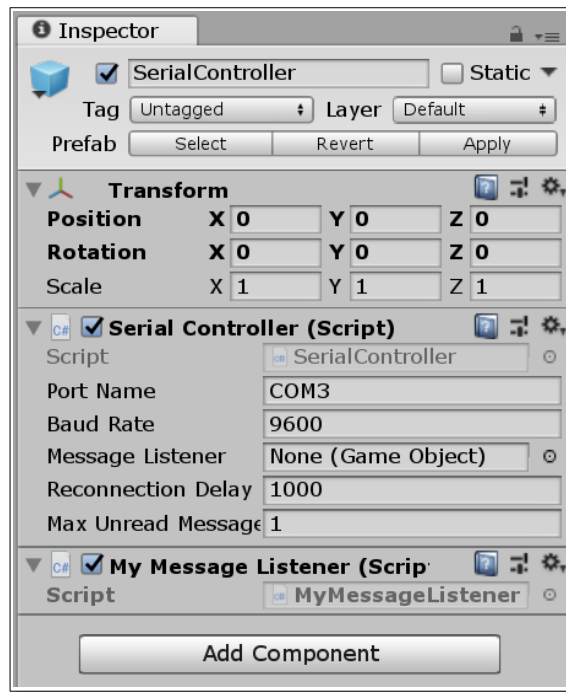 Inspector
SerialController Static
Tag Untagged Layer Default
Prefab Select Revert Apply
Transform
Position X 0 Y 0 Z 0
Rotation X 0 Y 0 Z 0
Scale X 1 Y 1 Z 1
C# Serial Controller (Script)
Script SerialController
Port Name COM3
Baud Rate 9600
Message Listener None (Game Object)
Reconnection Delay 1000
Max Unread Message 1
C# My Message Listener (Scrip
Script MyMessageListener
Add Component